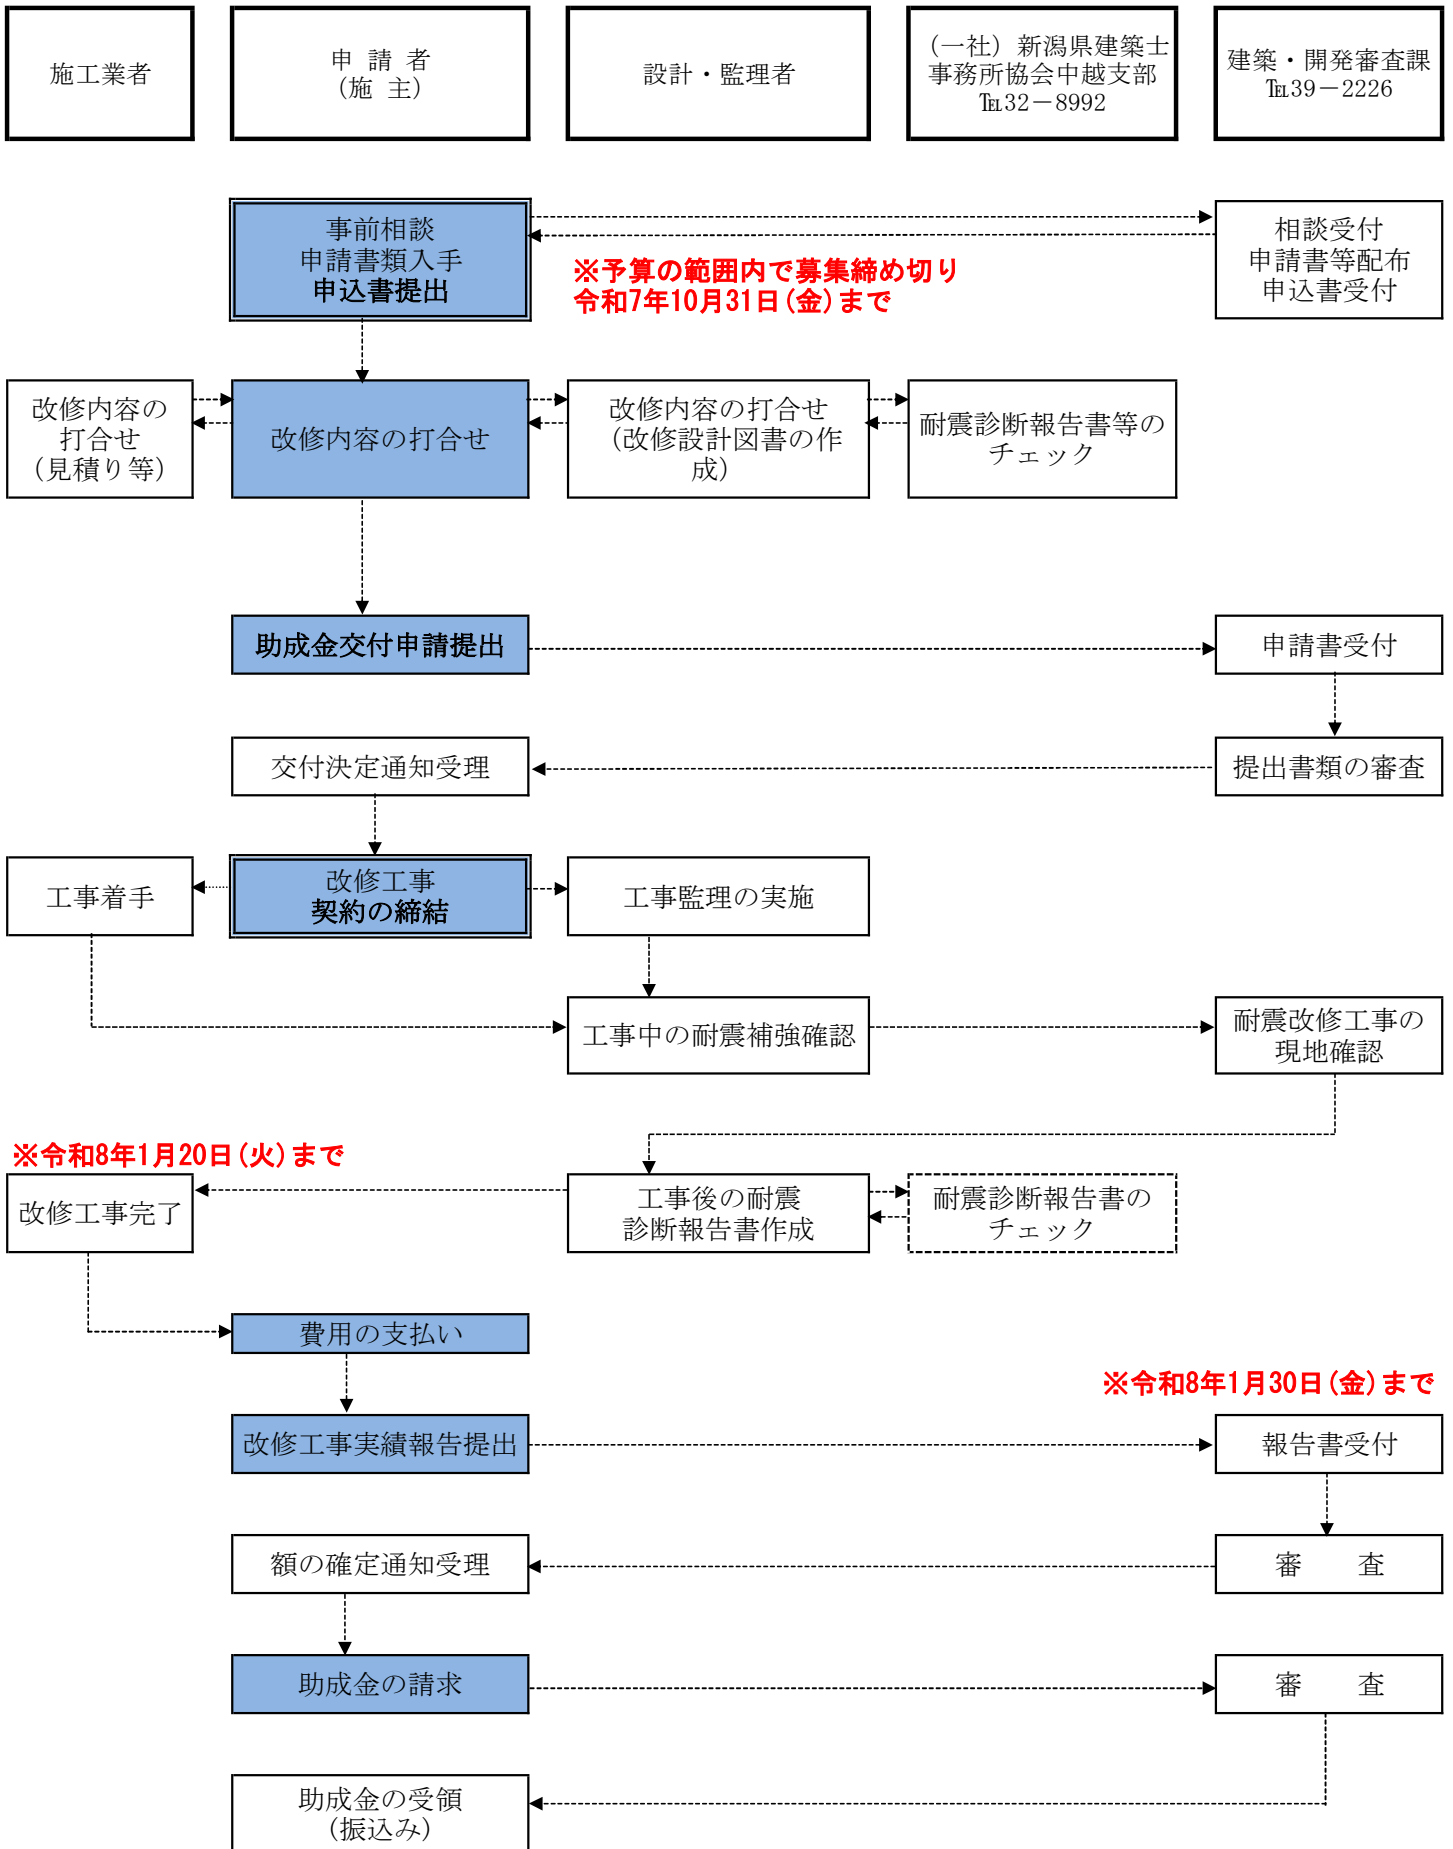 施工業者
申 請 者
(施 主)
設計・監理者
(一社) 新潟県建築士
事務所協会中越支部
℡32－8992
建築・開発審査課
℡39－2226
事前相談
申請書類入手
申込書提出
※予算の範囲内で募集締め切り
令和7年10月31日(金)まで
相談受付
申請書等配布
申込書受付
改修内容の
打合せ
(見積り等)
改修内容の打合せ
改修内容の打合せ
(改修設計図書の作
成)
耐震診断報告書等の
チェック
助成金交付申請提出
申請書受付
交付決定通知受理
提出書類の審査
工事着手
改修工事
契約の締結
工事監理の実施
工事中の耐震補強確認
耐震改修工事の
現地確認
※令和8年1月20日(火)まで
改修工事完了
工事後の耐震
診断報告書作成
耐震診断報告書の
チェック
費用の支払い
※令和8年1月30日(金)まで
改修工事実績報告提出
報告書受付
額の確定通知受理
審　　査
助成金の請求
審　　査
助成金の受領
(振込み)